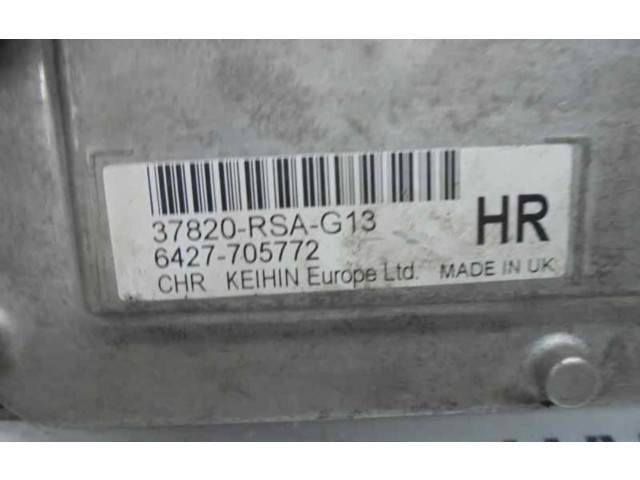 37820-RSA-G13
HR
6427-705772
CHR KEIHIN Europe Ltd. MADE IN UK